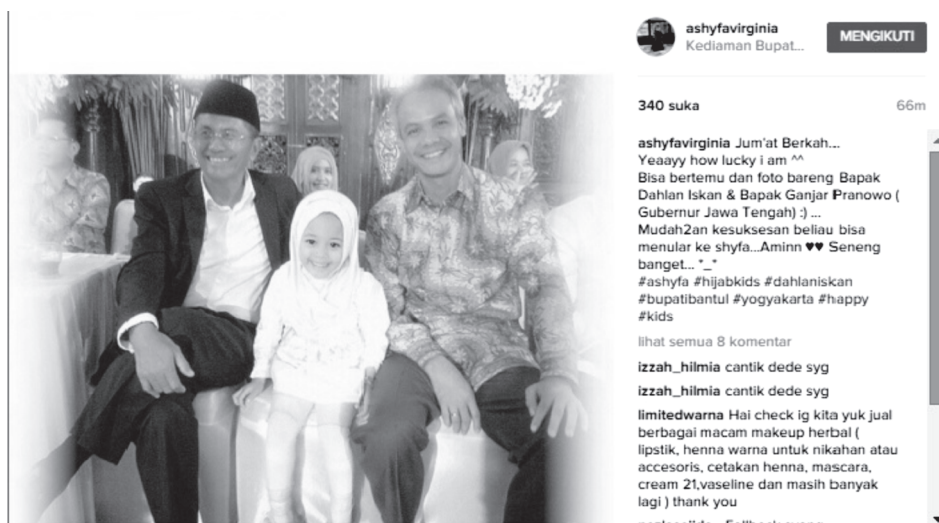 ashyfavirginia
Kediaman Bupat...
MENGIKUTI
340 suka
66m
ashyfavirginia Jum'at Berkah...
Yeaayy how lucky i am ^^
Bisa bertemu dan foto bareng Bapak
Dahlan Iskan & Bapak Ganjar Pranowo (
Gubernur Jawa Tengah) :) ...
Mudah2an kesuksesan beliau bisa
menular ke shyfa...Aminn ♥♥ Seneng
banget... *_*
#ashyfa #hijabkids #dahlaniskan
#bupatibantul #yogyakarta #happy
#kids
lihat semua 8 komentar
izzah_hilmia cantik dede syg
izzah_hilmia cantik dede syg
limitedwarna Hai check ig kita yuk jual
berbagai macam makeup herbal (
lipstik, henna warna untuk nikahan atau
accesoris, cetakan henna, mascara,
cream 21,vaseline dan masih banyak
lagi ) thank you